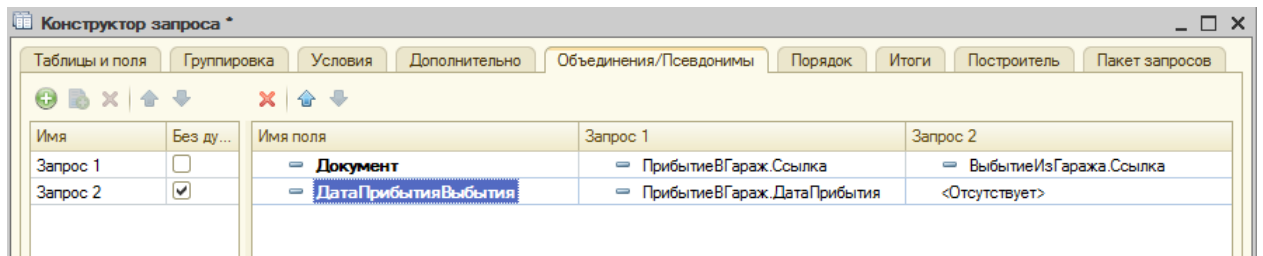 Конструктор запроса *
Таблицы и поля Группировка Условия Дополнительно Объединения/Псевдонимы Порядок Итоги Построитель Пакет запросов
Имя Без ду... Имя поля Запрос 1 Запрос 2
Запрос 1 Документ ПрибытиеВГараж.Ссылка ВыбытиеИзГаража.Ссылка
Запрос 2 ДатаПрибытияВыбытия ПрибытиеВГараж.ДатаПрибытия <Отсутствует>